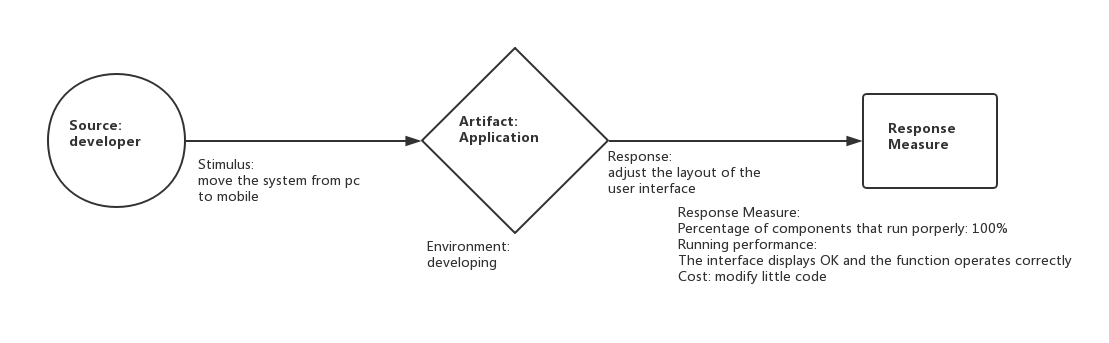 Source:
developer
Stimulus:
move the system from pc
to mobile
Artifact:
Application
Environment:
developing
Response:
adjust the layout of the
user interface
Response
Measure
Response Measure:
Percentage of components that run porperly: 100%
Running performance:
The interface displays OK and the function operates correctly
Cost: modify little code